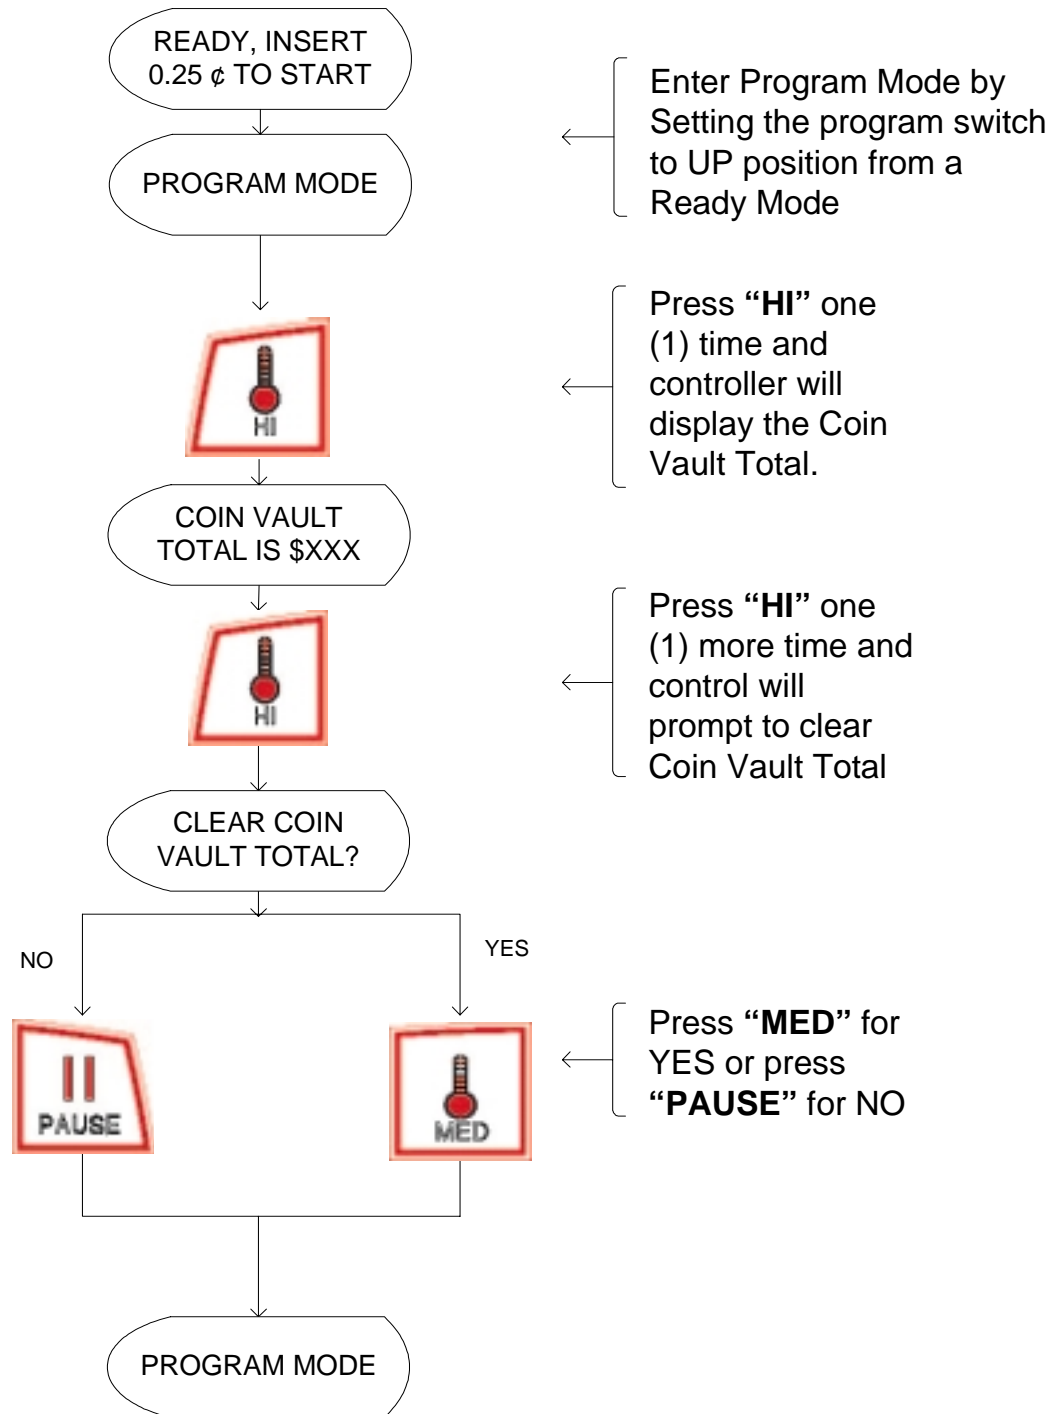 READY, INSERT
0.25 ¢ TO START
Enter Program Mode by
Setting the program switch
to UP position from a
Ready Mode
PROGRAM MODE
HI
Press “HI” one
(1) time and
controller will
display the Coin
Vault Total.
COIN VAULT
TOTAL IS $XXX
HI
Press “HI” one
(1) more time and
control will
prompt to clear
Coin Vault Total
CLEAR COIN
VAULT TOTAL?
NO
YES
PAUSE
MED
Press “MED” for
YES or press
“PAUSE” for NO
PROGRAM MODE